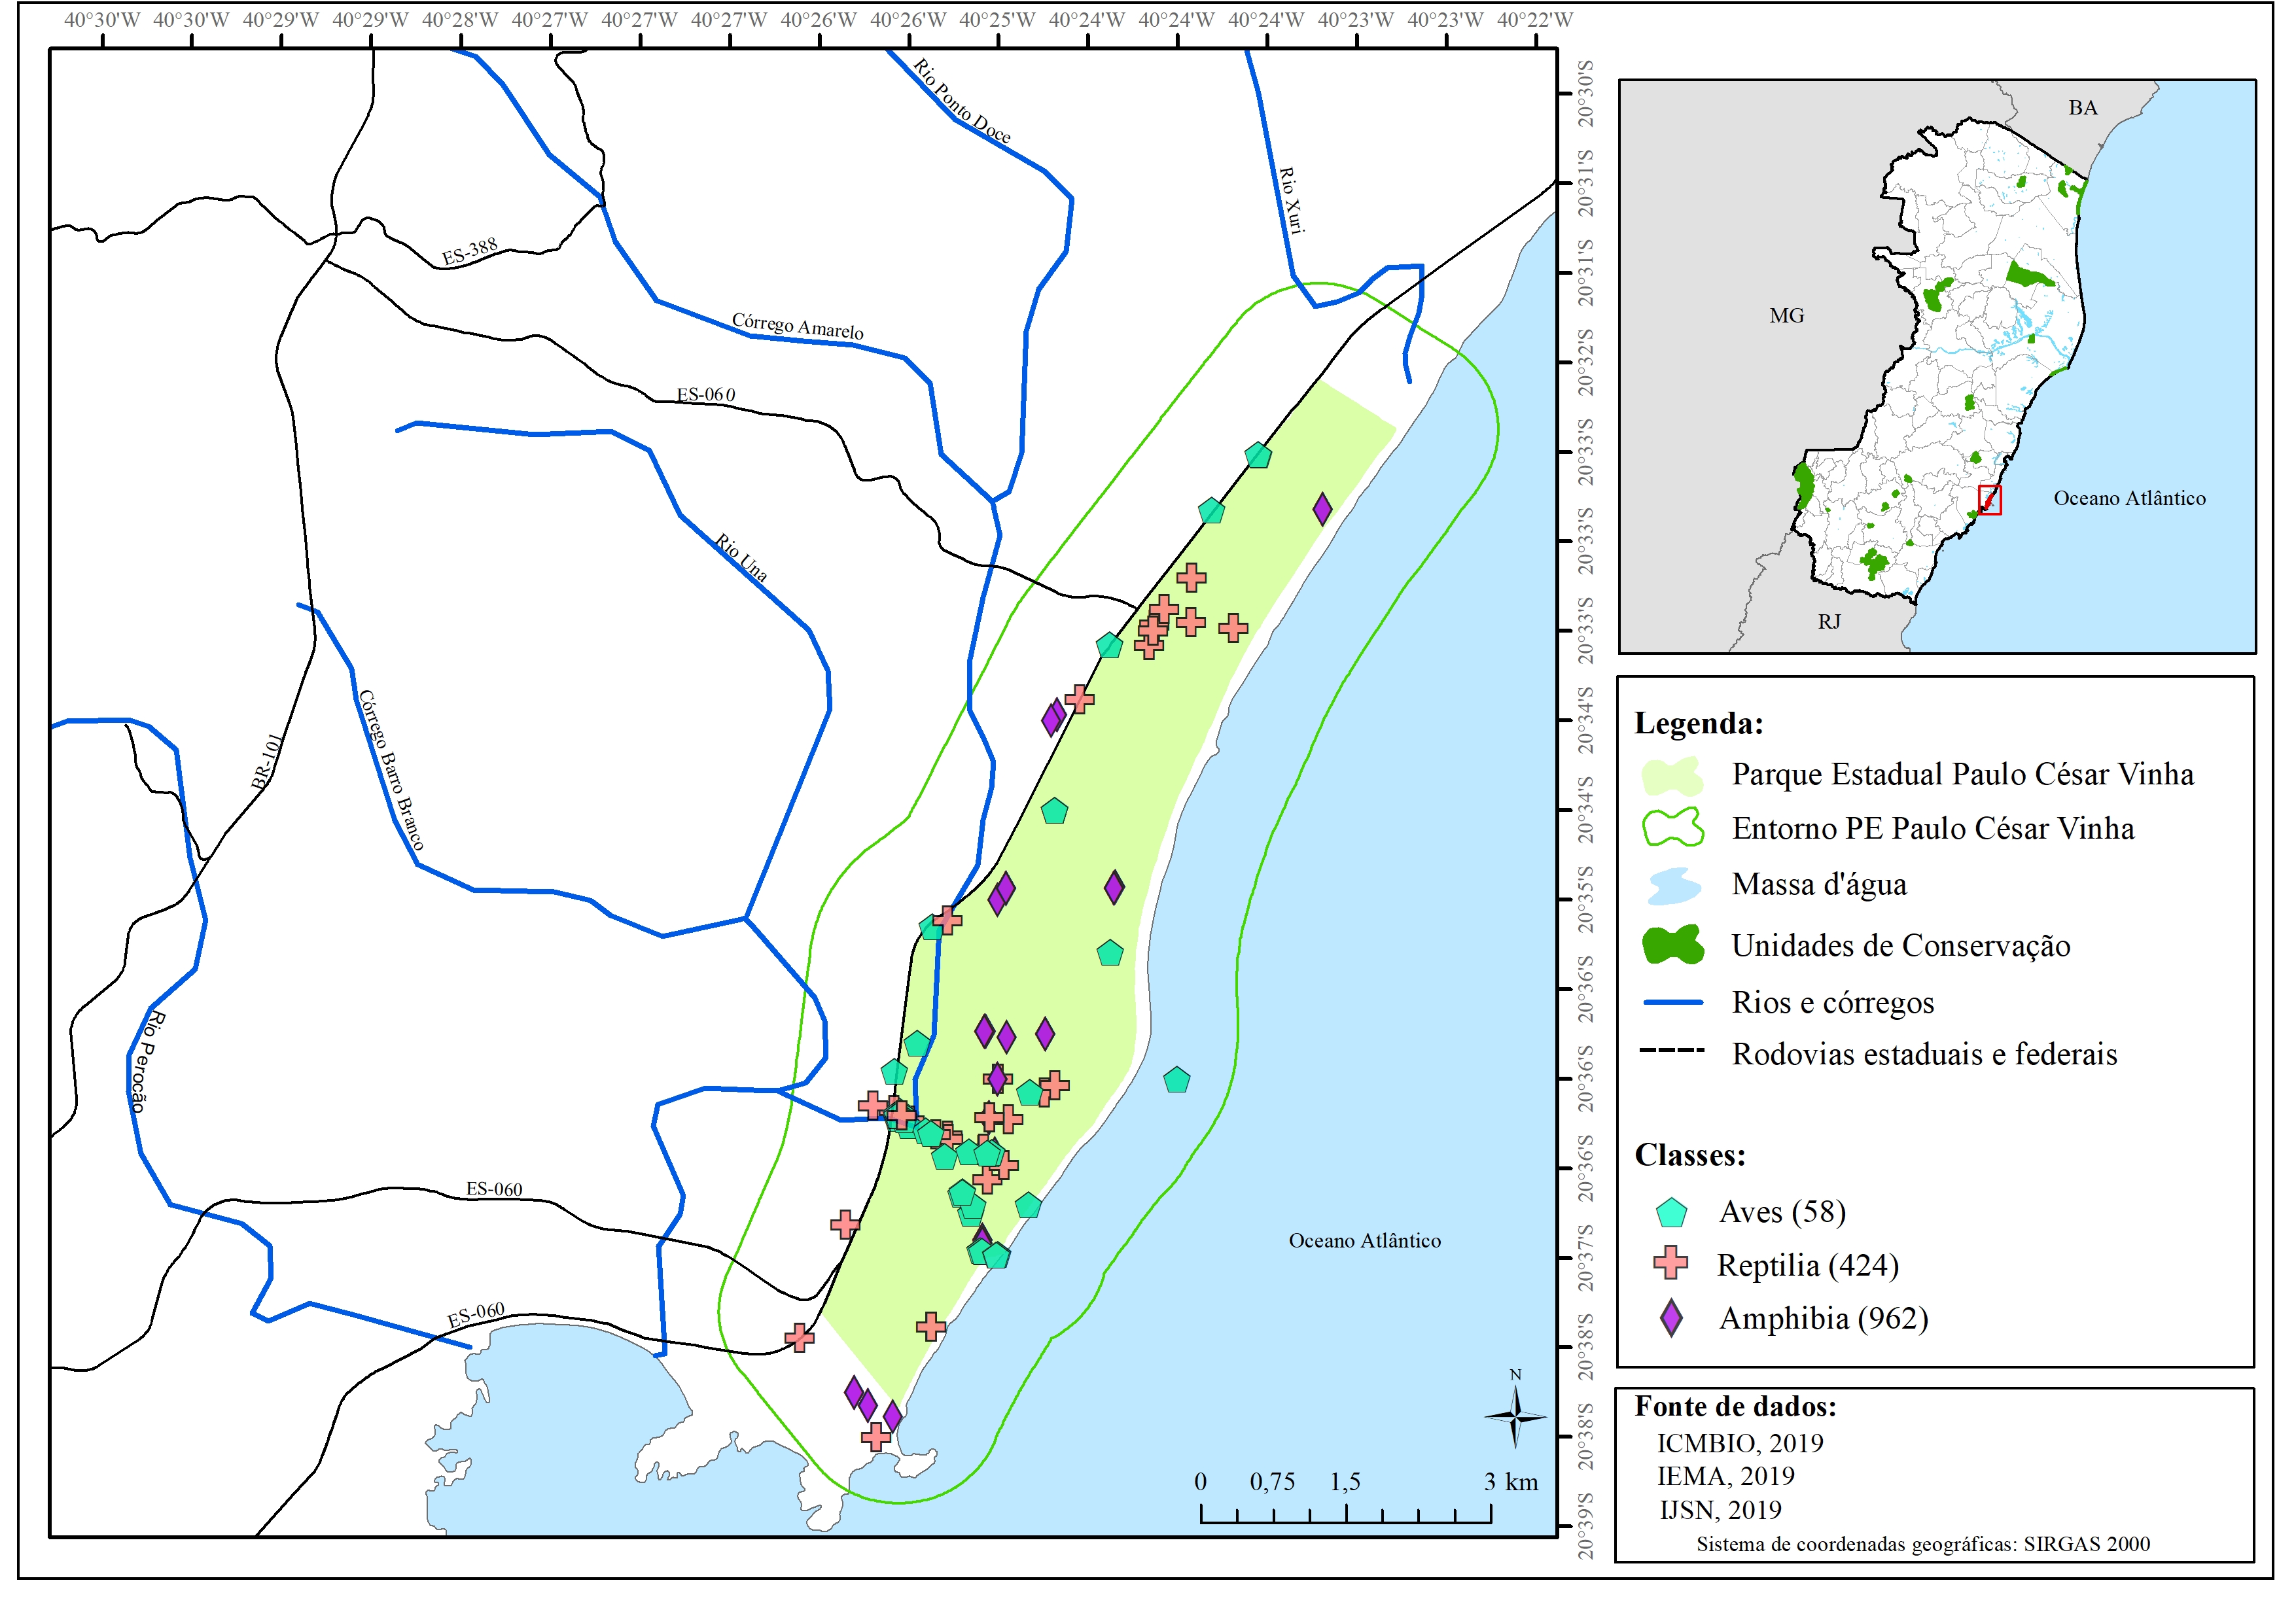 40°30'W 40°30'W 40°29'W 40°29'W 40°28'W 40°27'W 40°27'W 40°27'W 40°26'W 40°26'W 40°25'W 40°24'W 40°24'W 40°24'W 40°23'W 40°23'W 40°22'W
20°30'S
20°31'S
20°31'S
20°32'S
20°33'S
20°33'S
20°33'S
20°34'S
20°34'S
20°35'S
20°36'S
20°36'S
20°36'S
20°37'S
20°38'S
20°38'S
20°39'S
Rio Ponto Doce
Rio Xuri
ES-388
Córrego Amarelo
ES-060
Rio Una
Córrego Barro Branco
BR-101
Rio Perocão
ES-060
ES-060
Oceano Atlântico
N
0 0,75 1,5 3 km
BA
MG
Oceano Atlântico
RJ
Legenda:
Parque Estadual Paulo César Vinha
Entorno PE Paulo César Vinha
Massa d'água
Unidades de Conservação
Rios e córregos
Rodovias estaduais e federais
Classes:
Aves (58)
Reptilia (424)
Amphibia (962)
Fonte de dados:
ICMBIO, 2019
IEMA, 2019
IJSN, 2019
Sistema de coordenadas geográficas: SIRGAS 2000